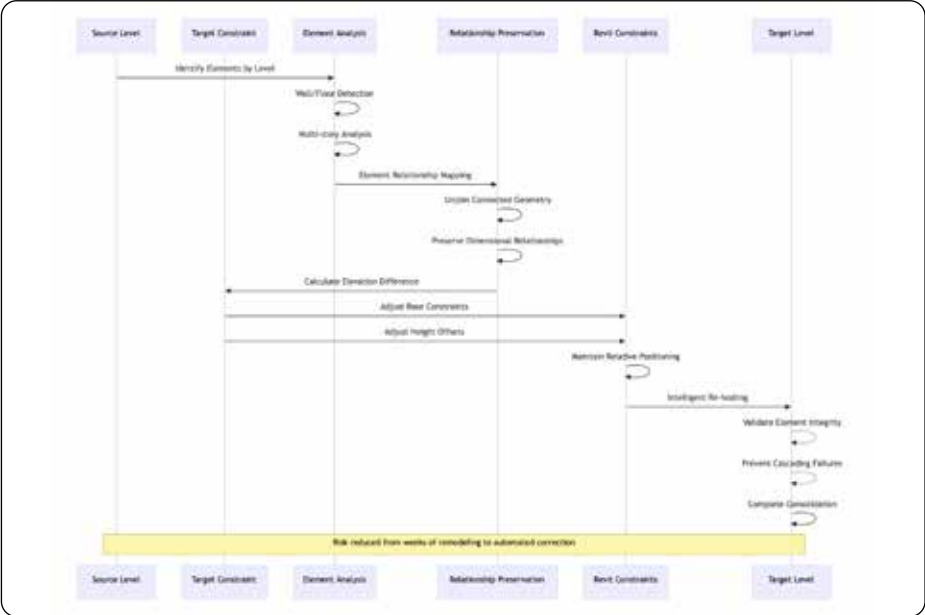 Source Level
Target Constraint
Element Analysis
Relationship Preservation
Revit Constraints
Target Level
Identify Elements by Level
Wall/Floor Detection
Multi-story Analysis
Element Relationship Mapping
Unjoin Connected Geometry
Preserve Dimensional Relationships
Calculate Elevation Difference
Adjust Base Constraints
Adjust Height Offsets
Maintain Relative Positioning
Intelligent Re-hosting
Validate Element Integrity
Prevent Cascading Failures
Complete Consolidation
Risk reduced from weeks of remodeling to automated correction
Source Level
Target Constraint
Element Analysis
Relationship Preservation
Revit Constraints
Target Level